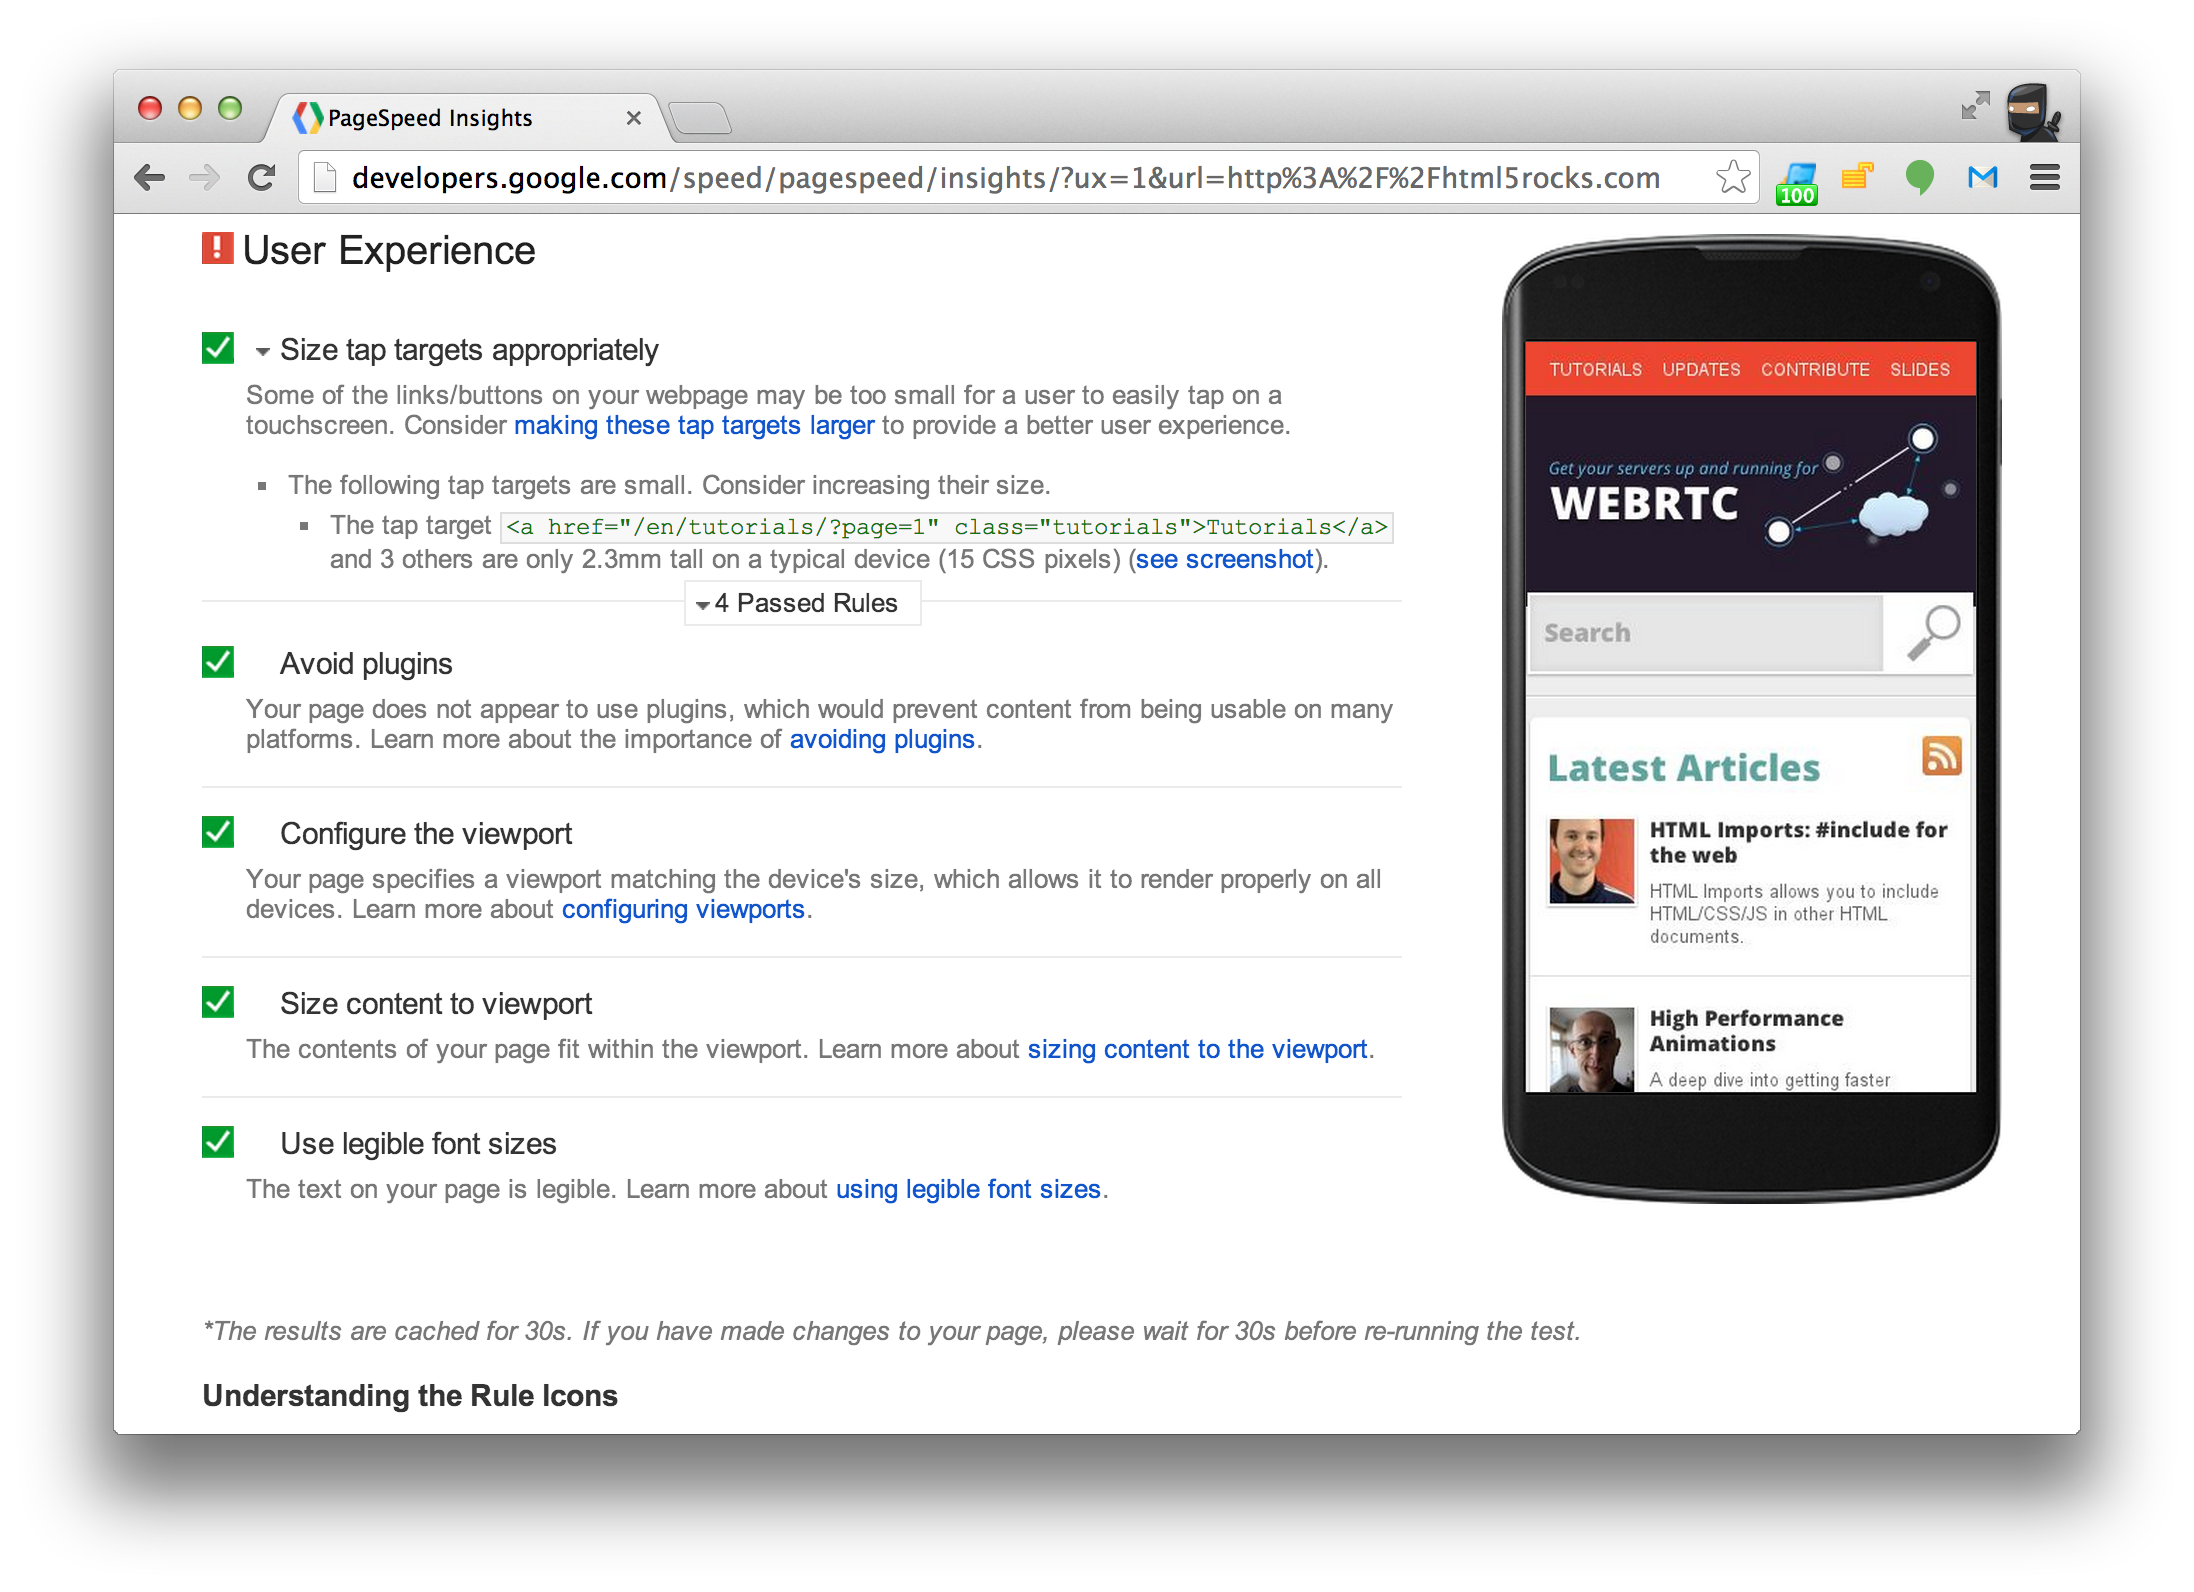 PageSpeed Insights
developers.google.com/speed/pagespeed/insights/?ux=1&url=http%3A%2F%2Fhtml5rocks.com
100
User Experience
Size tap targets appropriately
Some of the links/buttons on your webpage may be too small for a user to easily tap on a
touchscreen. Consider making these tap targets larger to provide a better user experience.
The following tap targets are small. Consider increasing their size.
The tap target <a href="/en/tutorials/?page=1" class="tutorials">Tutorials</a>
and 3 others are only 2.3mm tall on a typical device (15 CSS pixels) (see screenshot).
4 Passed Rules
Avoid plugins
Your page does not appear to use plugins, which would prevent content from being usable on many
platforms. Learn more about the importance of avoiding plugins.
Configure the viewport
Your page specifies a viewport matching the device's size, which allows it to render properly on all
devices. Learn more about configuring viewports.
Size content to viewport
The contents of your page fit within the viewport. Learn more about sizing content to the viewport.
Use legible font sizes
The text on your page is legible. Learn more about using legible font sizes.
*The results are cached for 30s. If you have made changes to your page, please wait for 30s before re-running the test.
Understanding the Rule Icons
TUTORIALS UPDATES CONTRIBUTE SLIDES
Get your servers up and running for
WEBRTC
Search
Latest Articles
HTML Imports: #include for
the web
HTML Imports allows you to include
HTML/CSS/JS in other HTML
documents.
High Performance
Animations
A deep dive into getting faster